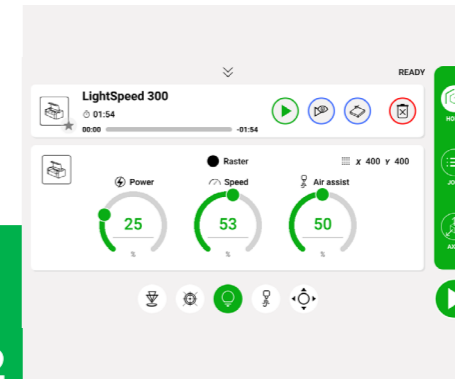 READY
LightSpeed 300
01:54
00:00 -01:54
Raster X 400 Y 400
Power Speed Air assist
25 53 50
% % %